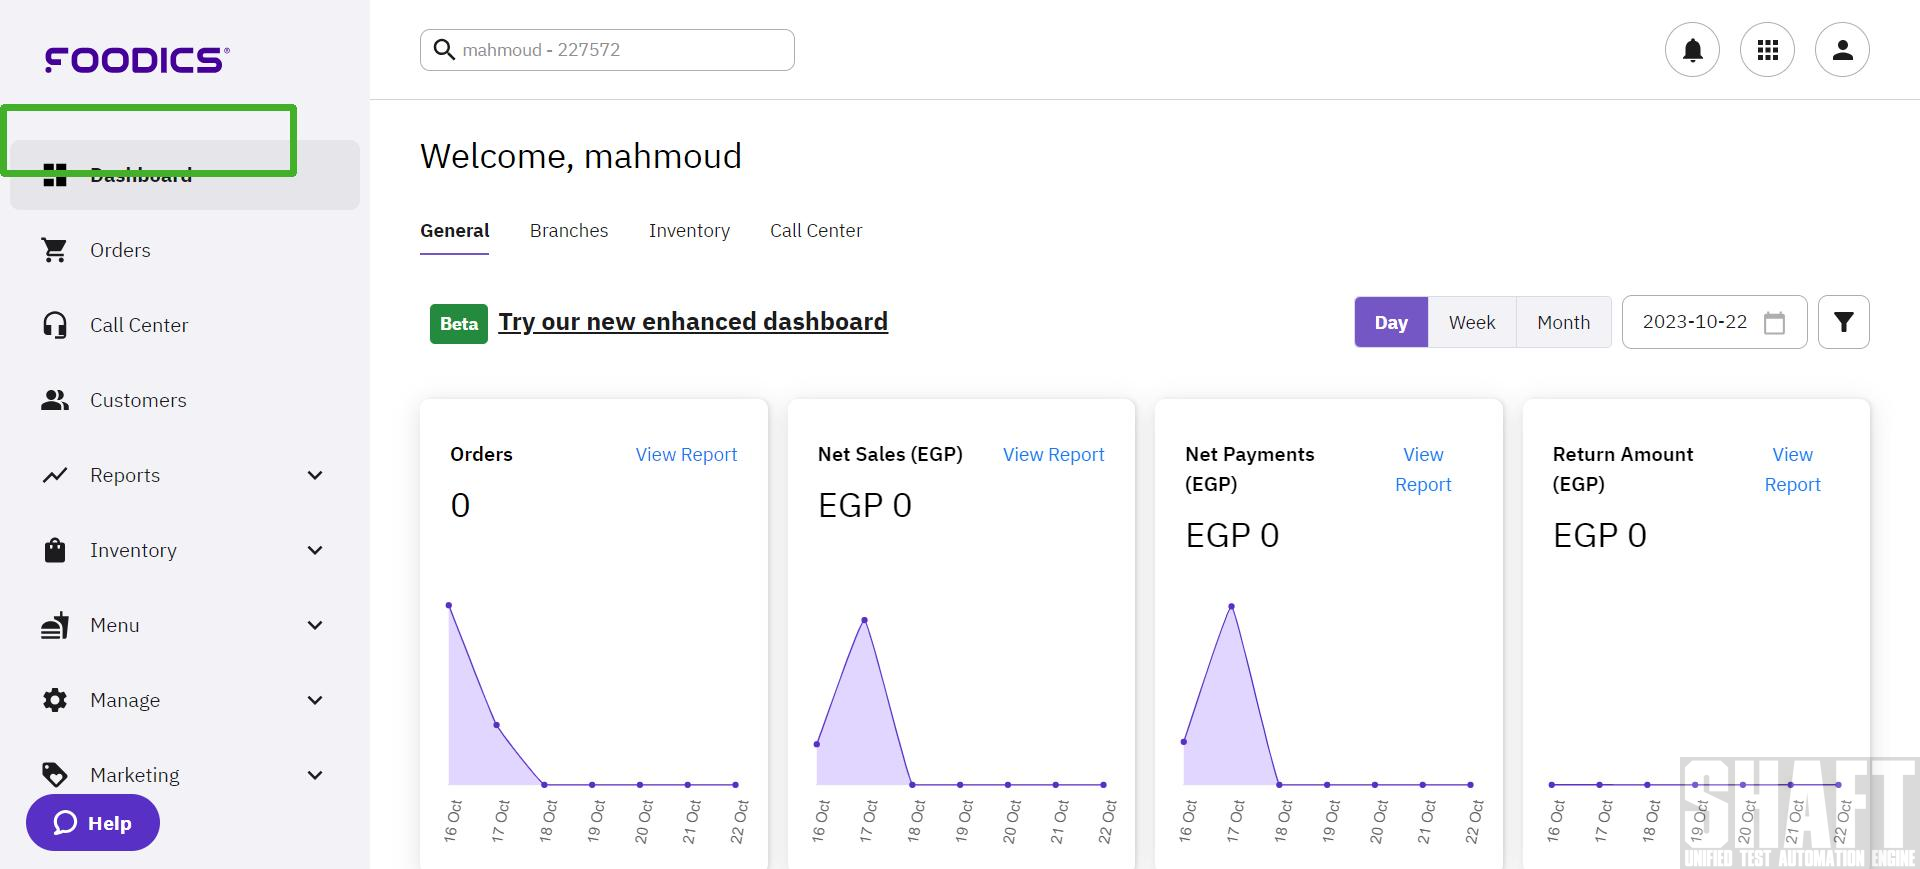 FOODICS®
mahmoud - 227572
Dashboard
Orders
Call Center
Customers
Reports
Inventory
Menu
Manage
Marketing
Help
Welcome, mahmoud
General Branches Inventory Call Center
Beta Try our new enhanced dashboard
Day Week Month 2023-10-22
Orders View Report
0
16 Oct 17 Oct 18 Oct 19 Oct 20 Oct 21 Oct 22 Oct
Net Sales (EGP) View Report
EGP 0
16 Oct 17 Oct 18 Oct 19 Oct 20 Oct 21 Oct 22 Oct
Net Payments View
(EGP) Report
EGP 0
16 Oct 17 Oct 18 Oct 19 Oct 20 Oct 21 Oct 22 Oct
Return Amount View
(EGP) Report
EGP 0
16 Oct 17 Oct 18 Oct 19 Oct 20 Oct 21 Oct 22 Oct
SHAFT
UNIFIED TEST AUTOMATION ENGINE